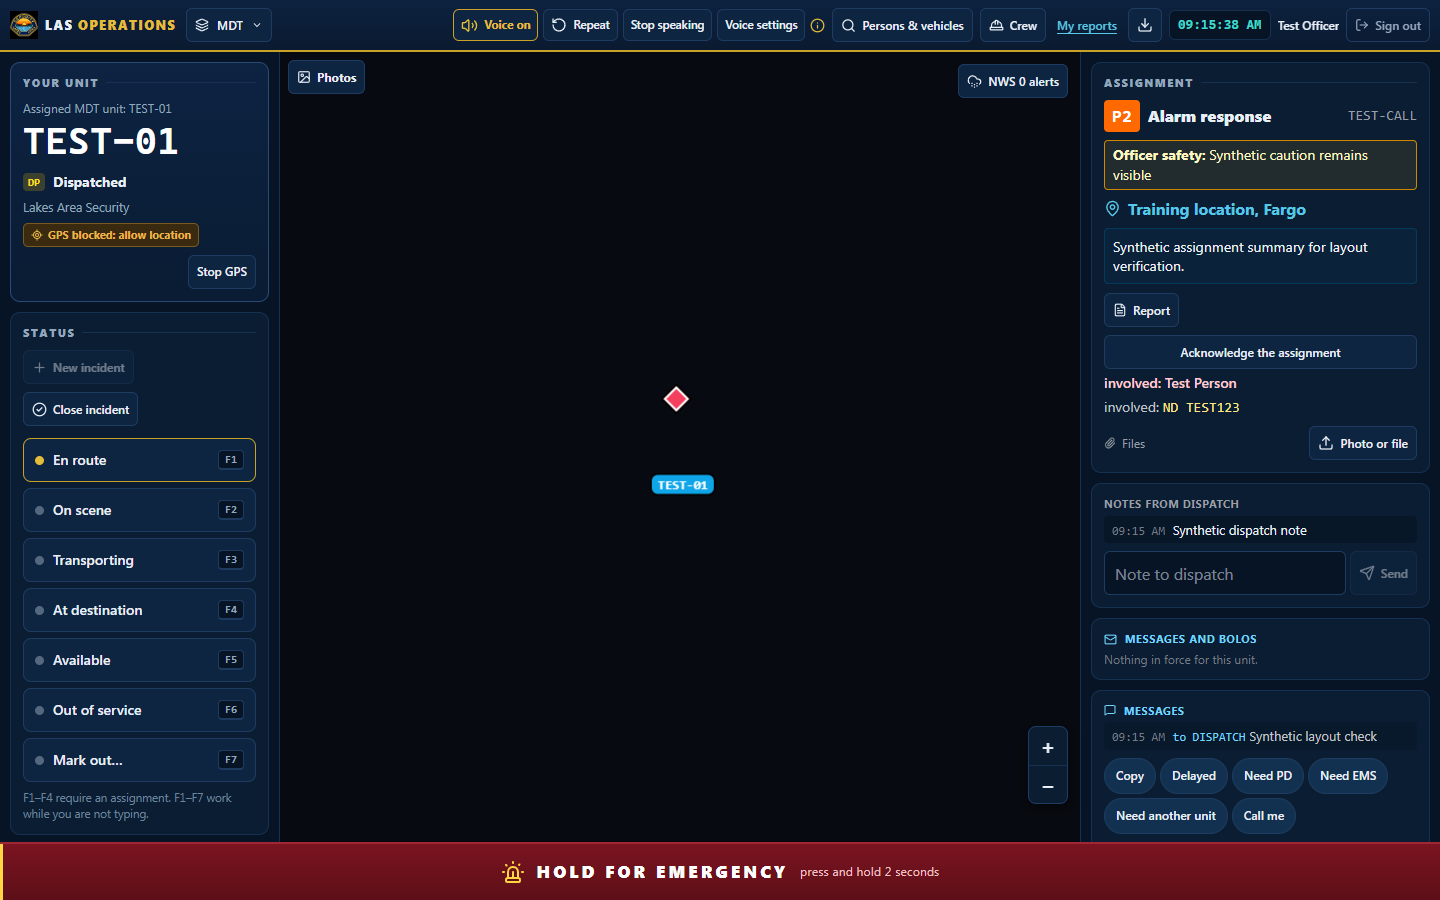 LAS OPERATIONS
MDT
Voice on
Repeat
Stop speaking
Voice settings
Persons & vehicles
Crew
My reports
09:15:38 AM
Test Officer
Sign out
YOUR UNIT
Assigned MDT unit: TEST-01
TEST-01
DP Dispatched
Lakes Area Security
GPS blocked: allow location
Stop GPS
STATUS
New incident
Close incident
En route F1
On scene F2
Transporting F3
At destination F4
Available F5
Out of service F6
Mark out... F7
F1–F4 require an assignment. F1–F7 work
while you are not typing.
Photos
NWS 0 alerts
TEST-01
+
−
ASSIGNMENT
P2 Alarm response TEST-CALL
Officer safety: Synthetic caution remains
visible
Training location, Fargo
Synthetic assignment summary for layout
verification.
Report
Acknowledge the assignment
involved: Test Person
involved: ND TEST123
Files
Photo or file
NOTES FROM DISPATCH
09:15 AM Synthetic dispatch note
Note to dispatch
Send
MESSAGES AND BOLOS
Nothing in force for this unit.
MESSAGES
09:15 AM to DISPATCH Synthetic layout check
Copy
Delayed
Need PD
Need EMS
Need another unit
Call me
HOLD FOR EMERGENCY press and hold 2 seconds